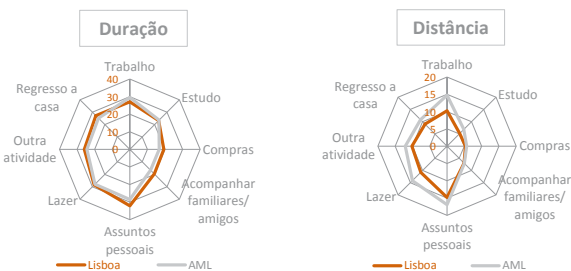 Duração
Trabalho
40
30
20
10
0
Estudo
Compras
Acompanhar
familiares/
amigos
Assuntos
pessoais
Lazer
Outra
atividade
Regresso a
casa
Lisboa
AML
Distância
Trabalho
20
15
10
5
0
Estudo
Compras
Acompanhar
familiares/
amigos
Assuntos
pessoais
Lazer
Outra
atividade
Regresso a
casa
Lisboa
AML